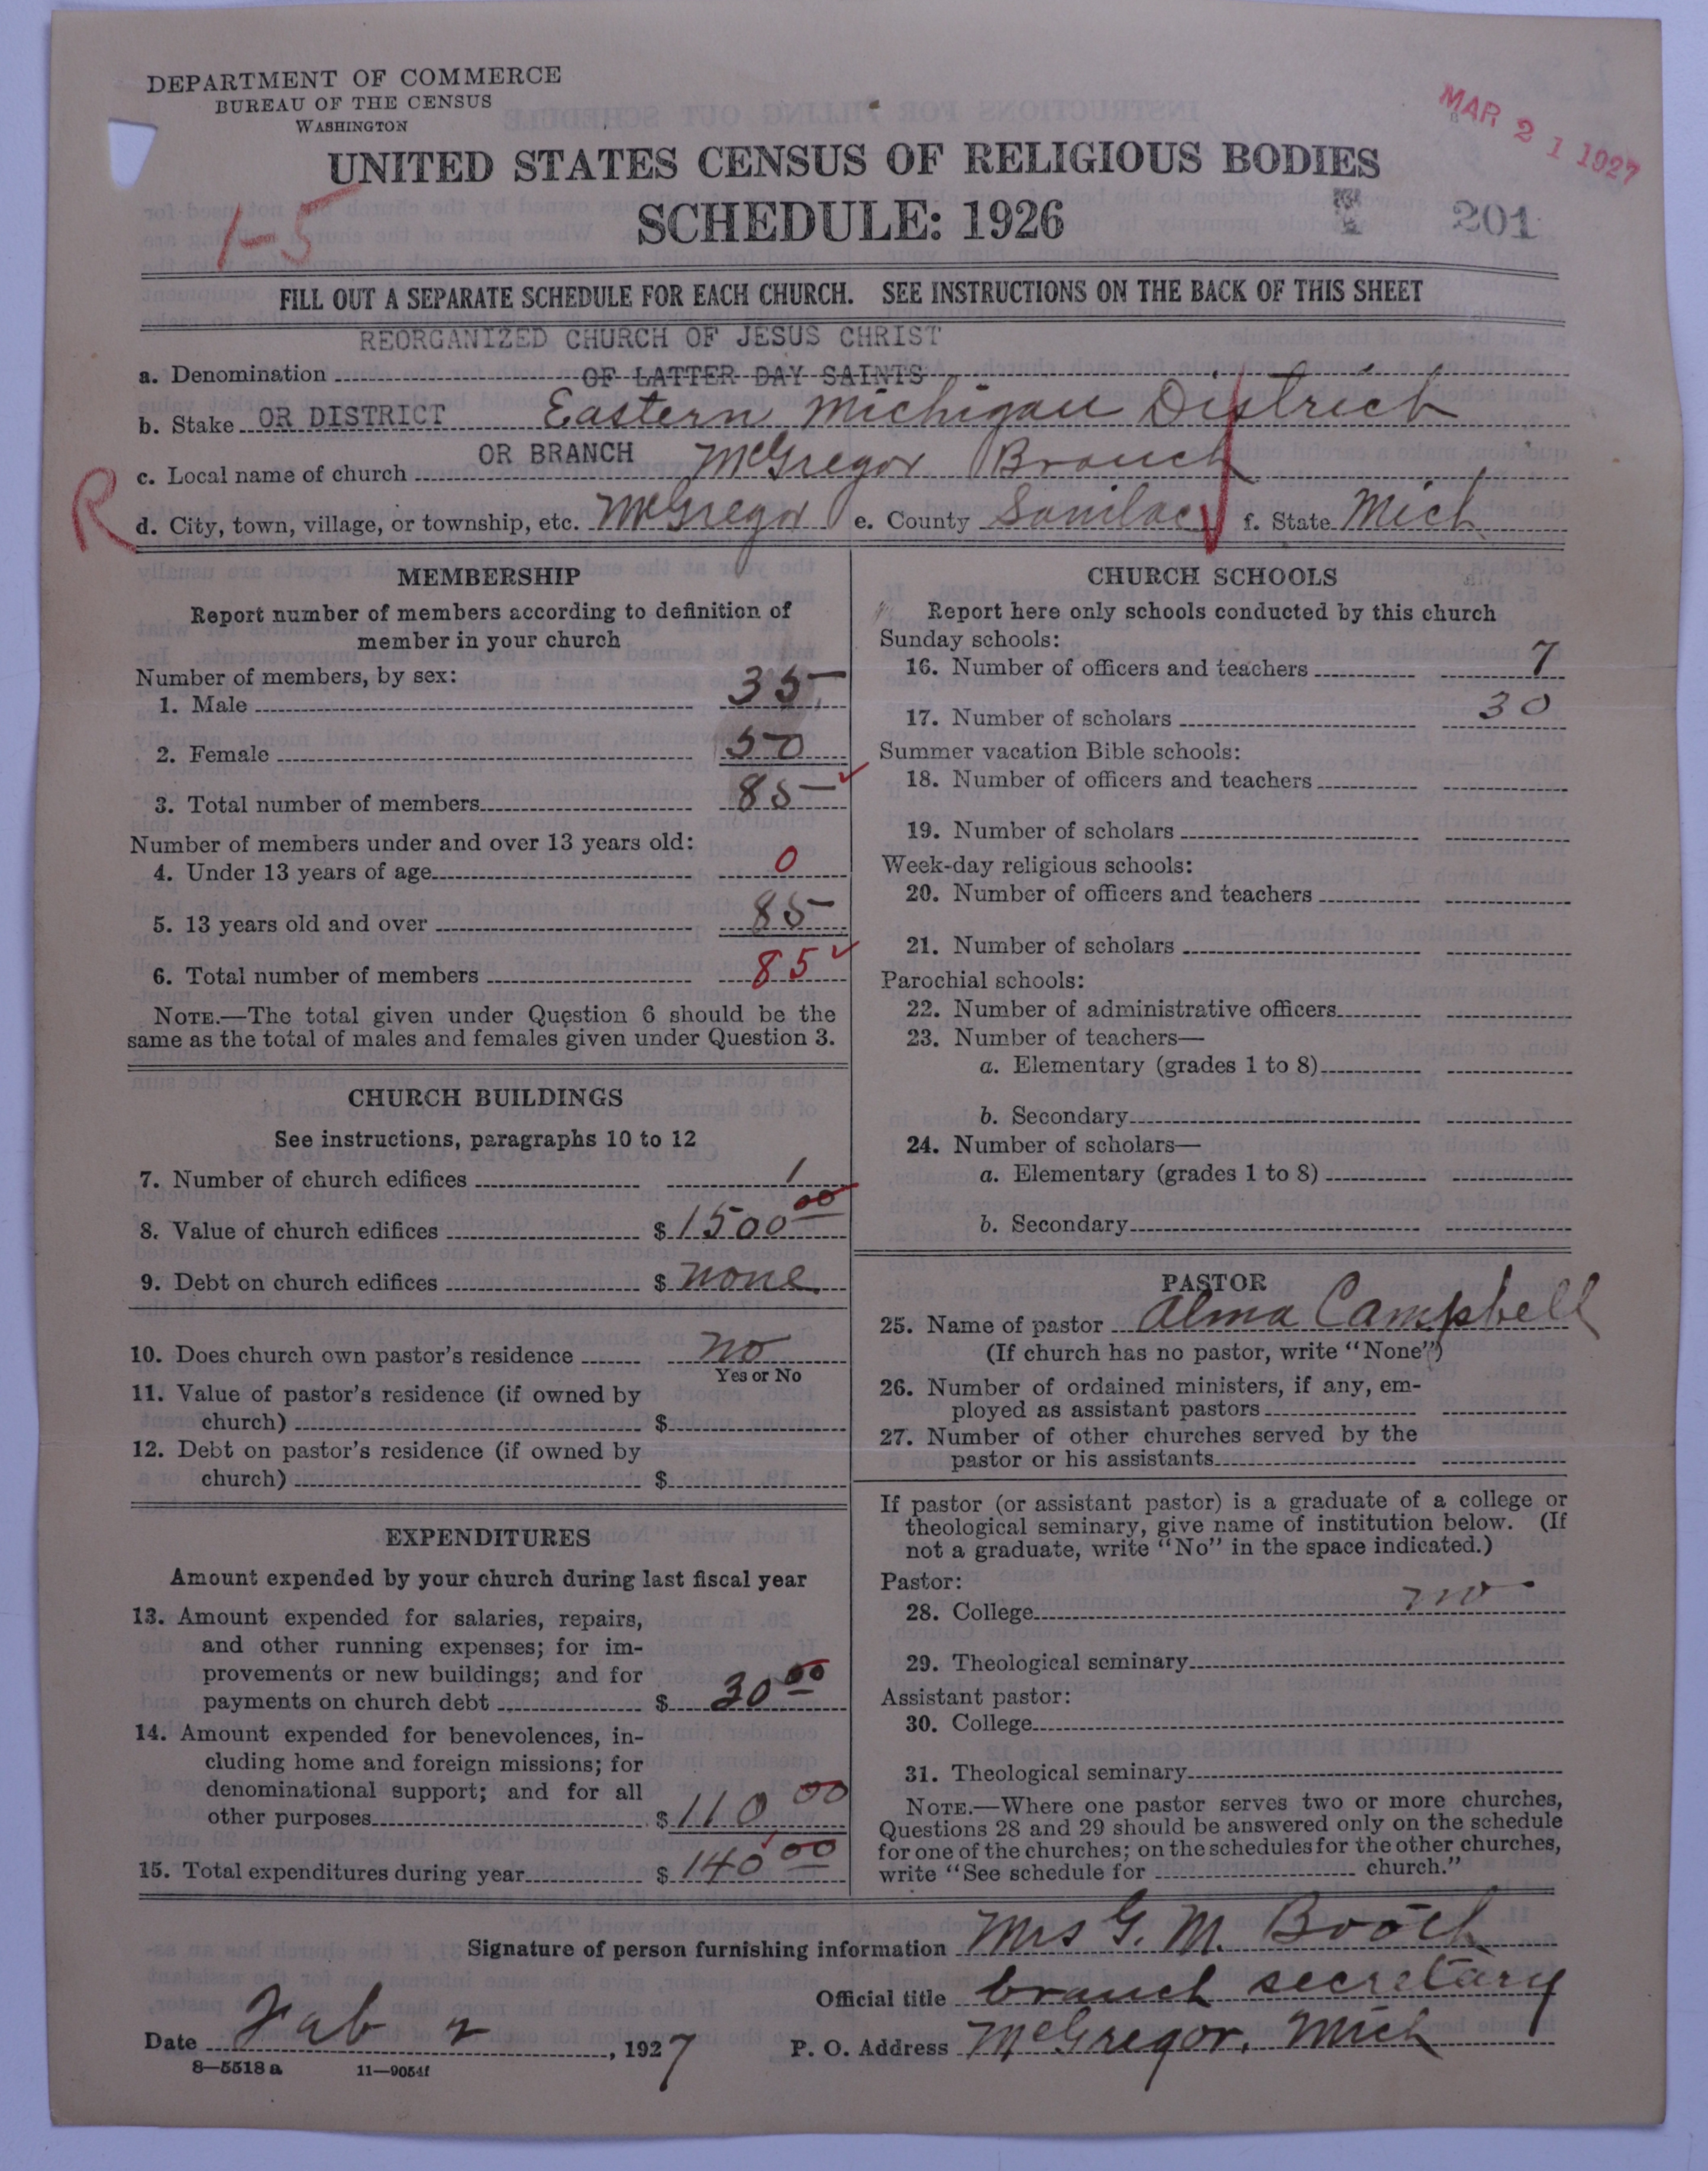 DEPARTMENT OF COMMERCE
BUREAU OF THE CENSUS
WASHINGTON
MAR 21 1927
UNITED STATES CENSUS OF RELIGIOUS BODIES
1-5
SCHEDULE: 1926
201
FILL OUT A SEPARATE SCHEDULE FOR EACH CHURCH. SEE INSTRUCTIONS ON THE BACK OF THIS SHEET
REORGANIZED CHURCH OF JESUS CHRIST
a. Denomination OF LATTER DAY SAINTS
b. Stake OR DISTRICT Eastern Michigan District
c. Local name of church OR BRANCH McGregor Branch
R
d. City, town, village, or township, etc. McGregor e. County Sanilac f. State Mich
MEMBERSHIP
Report number of members according to definition of
member in your church
Number of members, by sex:
1. Male 35
2. Female 50
3. Total number of members 85
Number of members under and over 13 years old:
4. Under 13 years of age 0
5. 13 years old and over 85
6. Total number of members 85
NOTE.—The total given under Question 6 should be the
same as the total of males and females given under Question 3.
CHURCH BUILDINGS
See instructions, paragraphs 10 to 12
7. Number of church edifices 1
8. Value of church edifices $ 1500 00
9. Debt on church edifices $ none
10. Does church own pastor's residence no
Yes or No
11. Value of pastor's residence (if owned by
church) $
12. Debt on pastor's residence (if owned by
church) $
EXPENDITURES
Amount expended by your church during last fiscal year
13. Amount expended for salaries, repairs,
and other running expenses; for im-
provements or new buildings; and for
payments on church debt $ 30 00
14. Amount expended for benevolences, in-
cluding home and foreign missions; for
denominational support; and for all
other purposes $ 110 00
15. Total expenditures during year $ 140 00
CHURCH SCHOOLS
Report here only schools conducted by this church
Sunday schools:
16. Number of officers and teachers 7
17. Number of scholars 30
Summer vacation Bible schools:
18. Number of officers and teachers
19. Number of scholars
Week-day religious schools:
20. Number of officers and teachers
21. Number of scholars
Parochial schools:
22. Number of administrative officers
23. Number of teachers—
a. Elementary (grades 1 to 8)
b. Secondary
24. Number of scholars—
a. Elementary (grades 1 to 8)
b. Secondary
PASTOR
25. Name of pastor Alma Campbell
(If church has no pastor, write "None")
26. Number of ordained ministers, if any, em-
ployed as assistant pastors
27. Number of other churches served by the
pastor or his assistants
If pastor (or assistant pastor) is a graduate of a college or
theological seminary, give name of institution below. (If
not a graduate, write "No" in the space indicated.)
Pastor:
28. College no
29. Theological seminary
Assistant pastor:
30. College
31. Theological seminary
NOTE.—Where one pastor serves two or more churches,
Questions 28 and 29 should be answered only on the schedule
for one of the churches; on the schedules for the other churches,
write "See schedule for church."
Signature of person furnishing information Mrs G. M. Booth
Official title branch secretary
Date Feb 2, 1927 P. O. Address McGregor, Mich
8—5518a 11—9054f